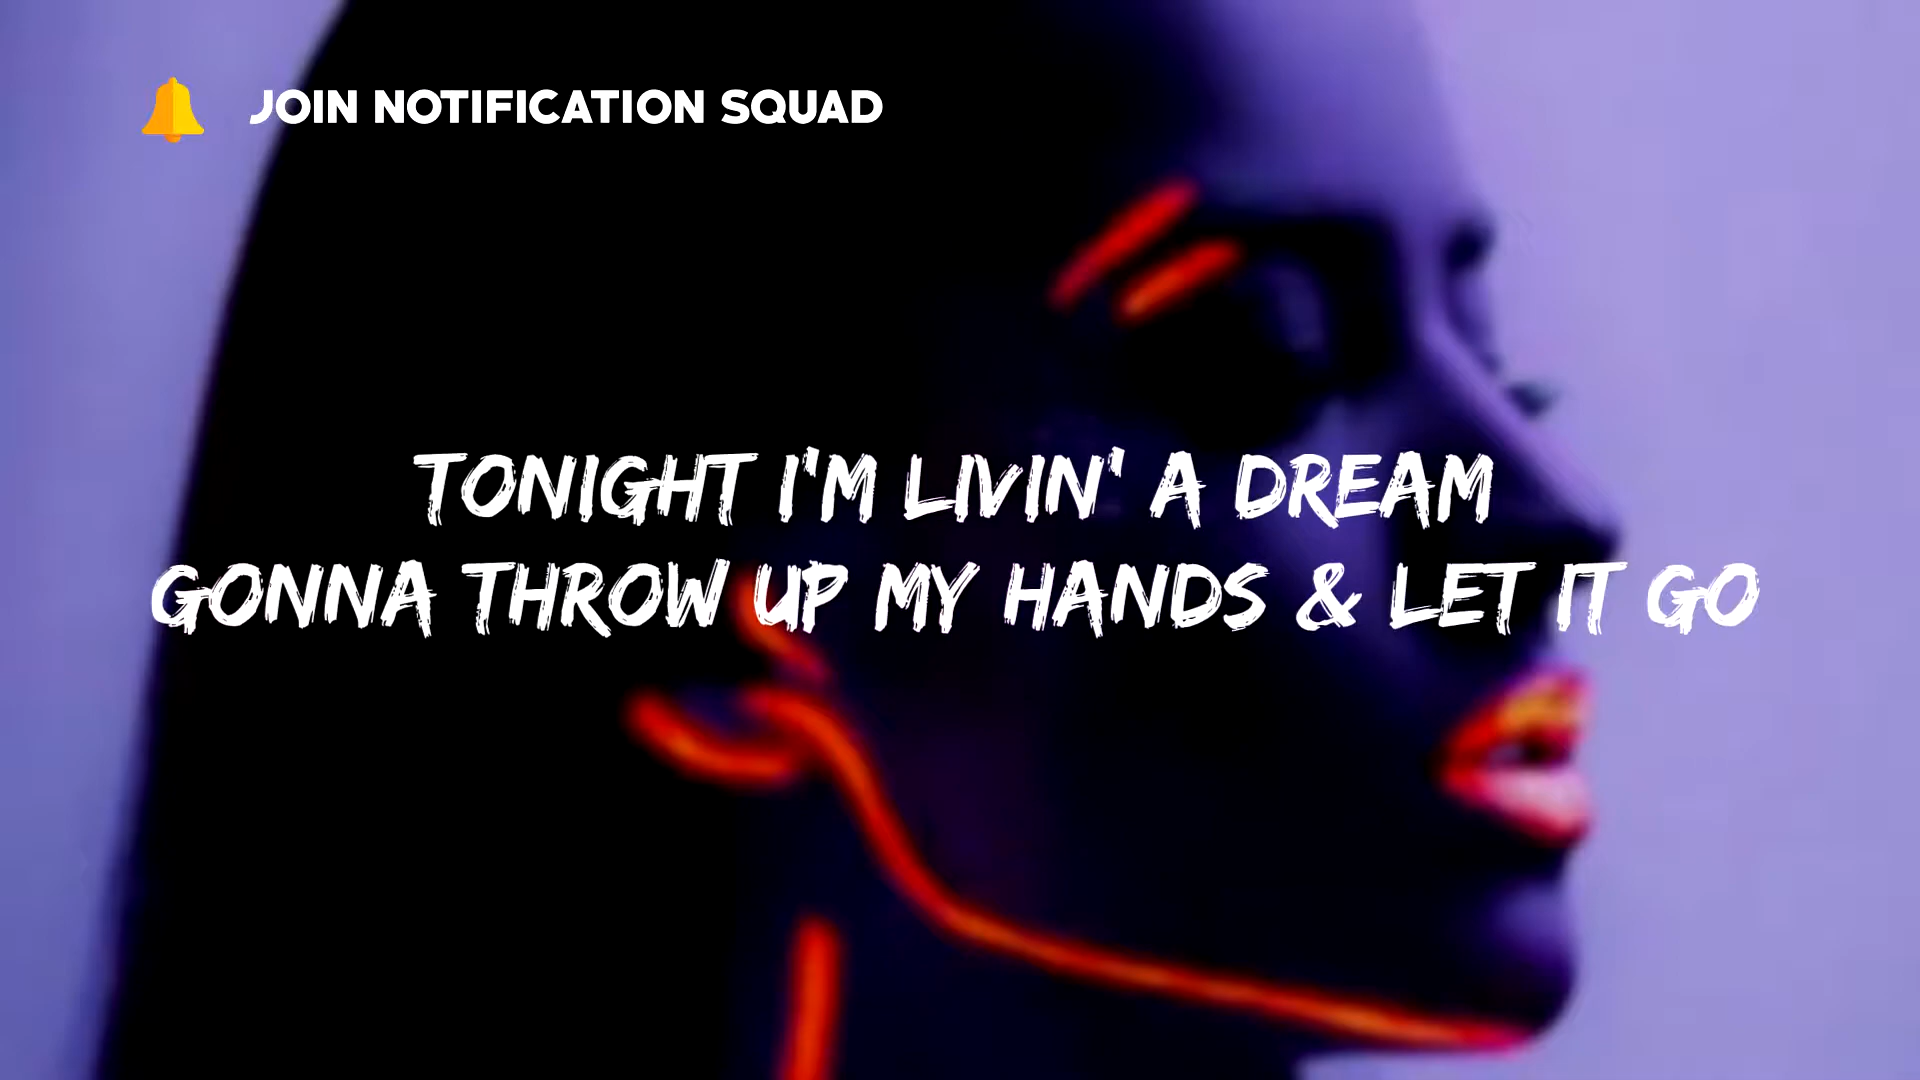 JOIN NOTIFICATION SQUAD
TONIGHT I'M LIVIN' A DREAM
GONNA THROW UP MY HANDS & LET IT GO